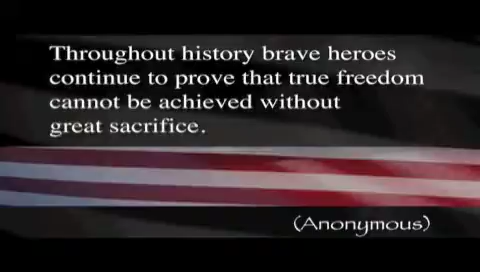 Throughout history brave heroes
continue to prove that true freedom
cannot be achieved without
great sacrifice.
(Anonymous)